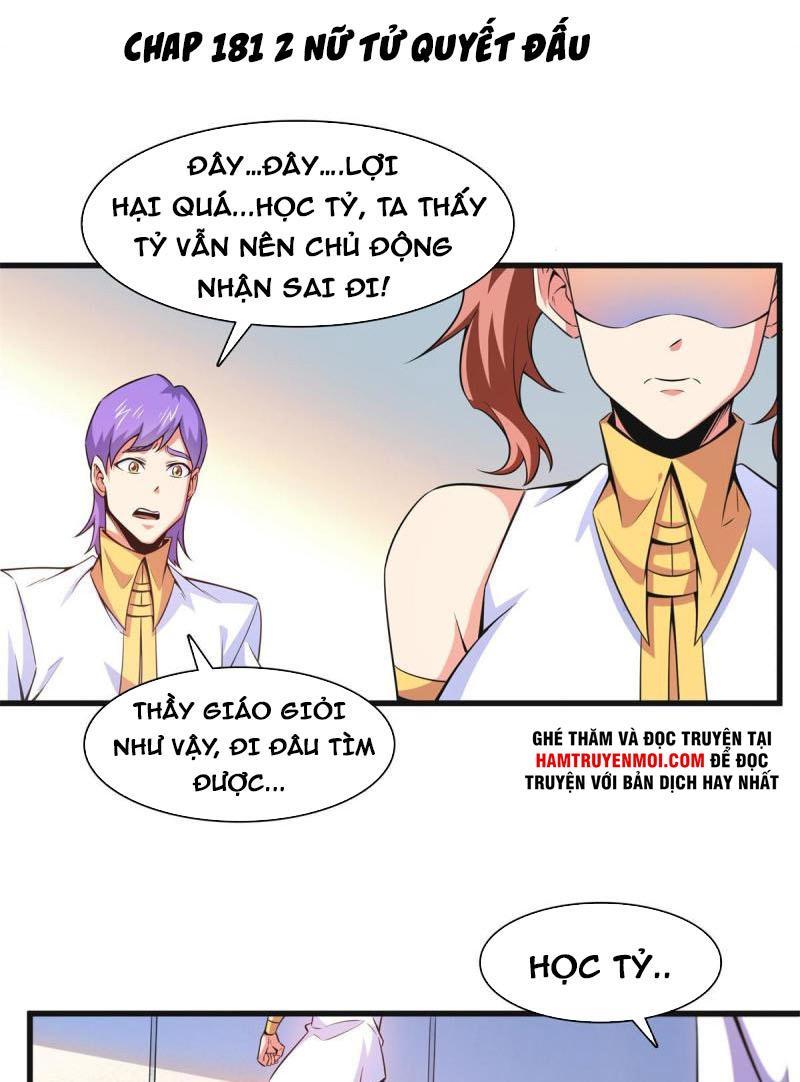 CHAP 181 2 NỮ TỬ QUYẾT ĐẤU
ĐÂY...ĐÂY....LỢI
HẠI QUÁ...HỌC TỶ, TA THẤY
TỶ VẪN NÊN CHỦ ĐỘNG
NHẬN SAI ĐI!
THẦY GIÁO GIỎI
NHƯ VẬY, ĐI ĐÂU TÌM
ĐƯỢC...
GHÉ THĂM VÀ ĐỌC TRUYỆN TẠI
HAMTRUYENMOI.COM ĐỂ ĐỌC
TRUYỆN VỚI BẢN DỊCH HAY NHẤT
HỌC TỶ..